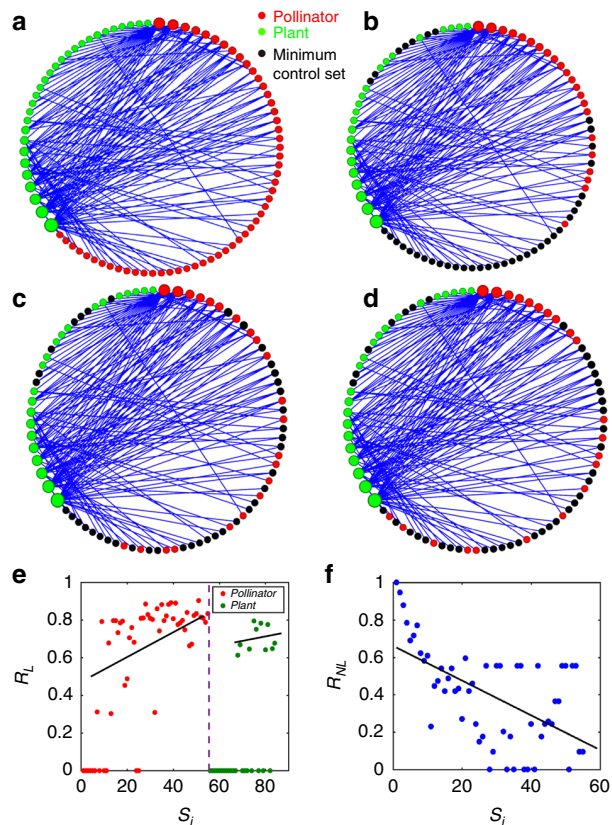 a
Pollinator
Plant
Minimum
control set
b
c
d
e
1
0.8
0.6
0.4
0.2
0
R_L
Pollinator
Plant
0 20 40 60 80
S_i
f
1
0.8
0.6
0.4
0.2
0
R_NL
0 20 40 60
S_i